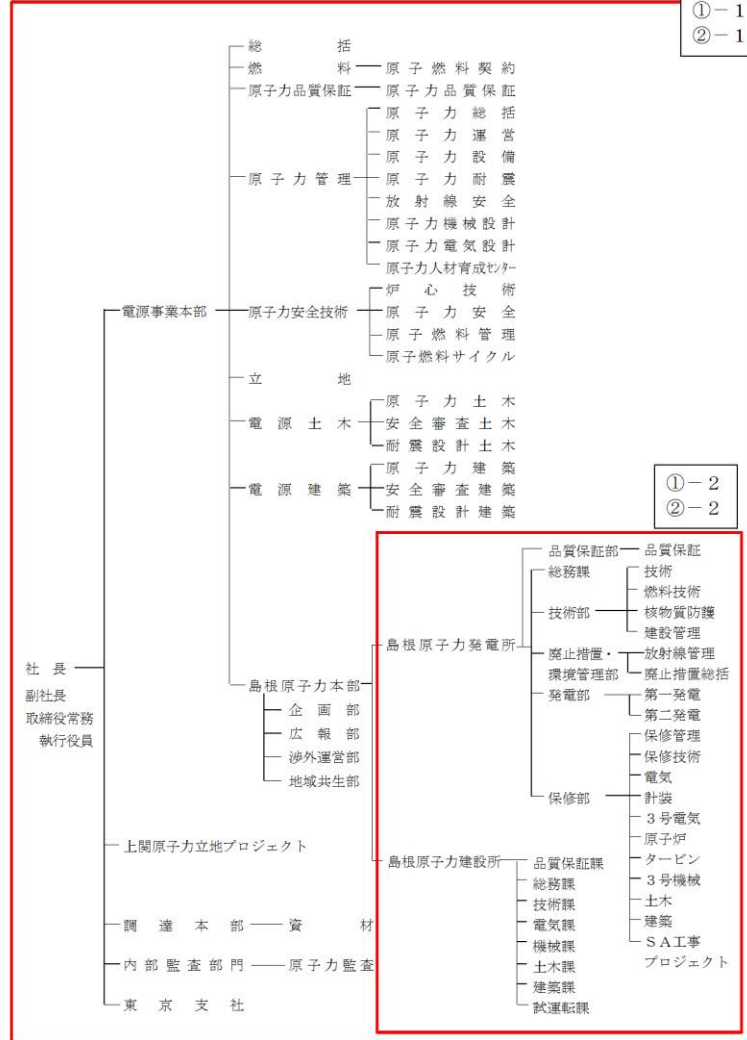 ①－1
②－1
総括
燃料 原子燃料契約
原子力品質保証 原子力品質保証
原子力総括
原子力運営
原子力設備
原子力管理 原子力耐震
放射線安全
原子力機械設計
原子力電気設計
原子力人材育成ｾﾝﾀｰ
炉心技術
電源事業本部 原子力安全技術 原子力安全
原子燃料管理
原子燃料サイクル
立地
原子力土木
電源土木 安全審査土木
耐震設計土木
原子力建築
電源建築 安全審査建築
耐震設計建築
①－2
②－2
品質保証部 品質保証
総務課 技術
燃料技術
技術部 核物質防護
建設管理
島根原子力発電所
廃止措置・ 放射線管理
環境管理部 廃止措置総括
発電部 第一発電
第二発電
保修管理
保修技術
電気
保修部 計装
３号電気
原子炉
タービン
３号機械
土木
建築
ＳＡ工事
プロジェクト
社長
副社長
取締役常務
執行役員
島根原子力本部
企画部
広報部
渉外運営部
地域共生部
上関原子力立地プロジェクト
島根原子力建設所 品質保証課
総務課
技術課
電気課
機械課
土木課
建築課
試運転課
調達本部 資材
内部監査部門 原子力監査
東京支社